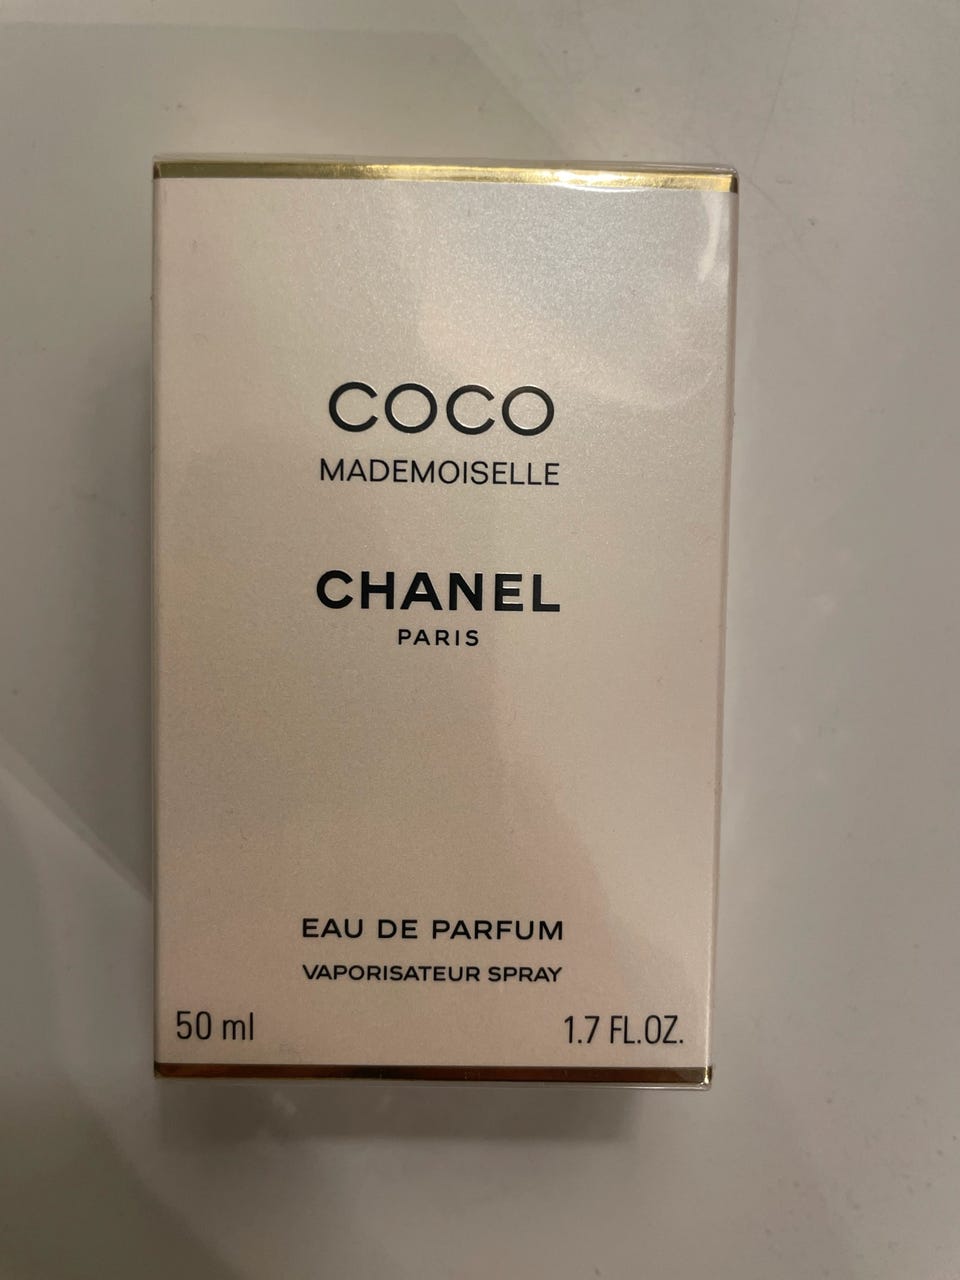 COCO
MADEMOISELLE
CHANEL
PARIS
EAU DE PARFUM
VAPORISATEUR SPRAY
50 ml 1.7 FL.OZ.